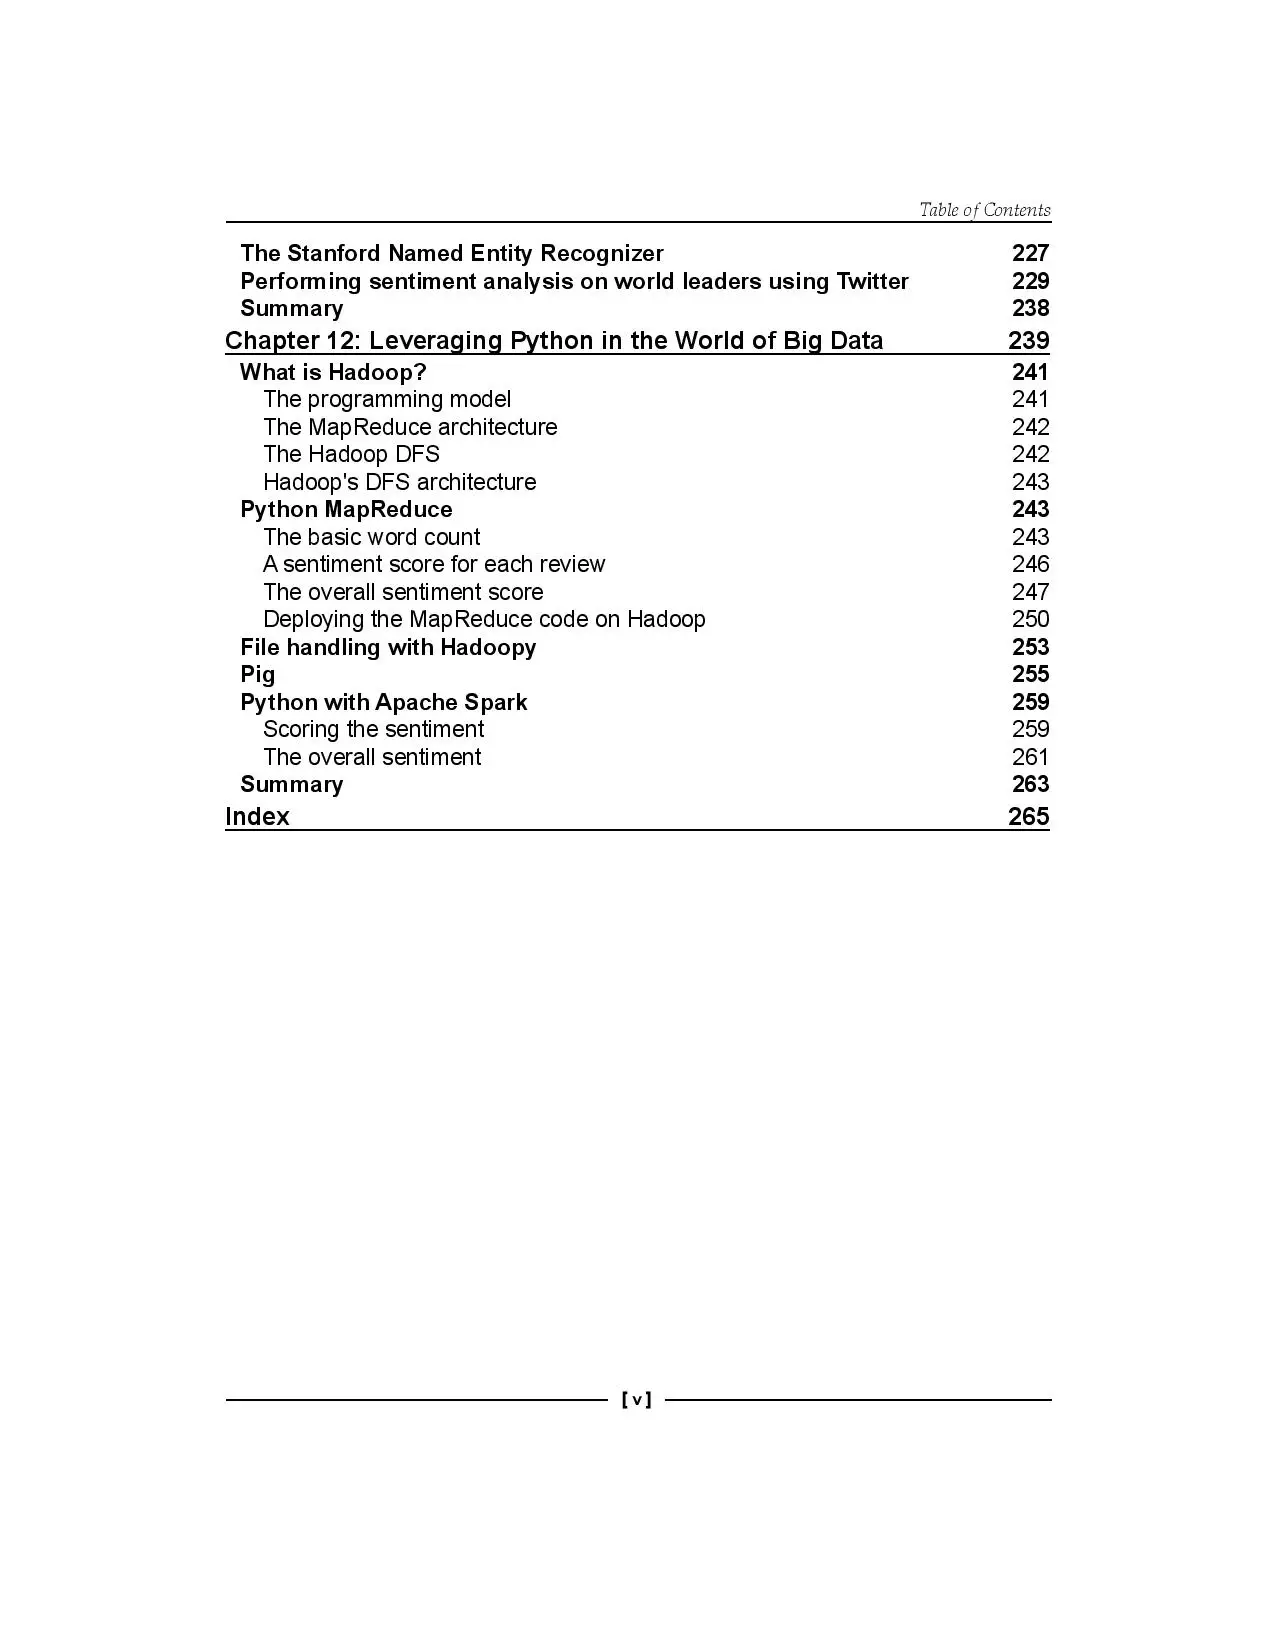 Table of Contents
The Stanford Named Entity Recognizer 227
Performing sentiment analysis on world leaders using Twitter 229
Summary 238
Chapter 12: Leveraging Python in the World of Big Data 239
What is Hadoop? 241
The programming model 241
The MapReduce architecture 242
The Hadoop DFS 242
Hadoop's DFS architecture 243
Python MapReduce 243
The basic word count 243
A sentiment score for each review 246
The overall sentiment score 247
Deploying the MapReduce code on Hadoop 250
File handling with Hadoopy 253
Pig 255
Python with Apache Spark 259
Scoring the sentiment 259
The overall sentiment 261
Summary 263
Index 265
[ v ]